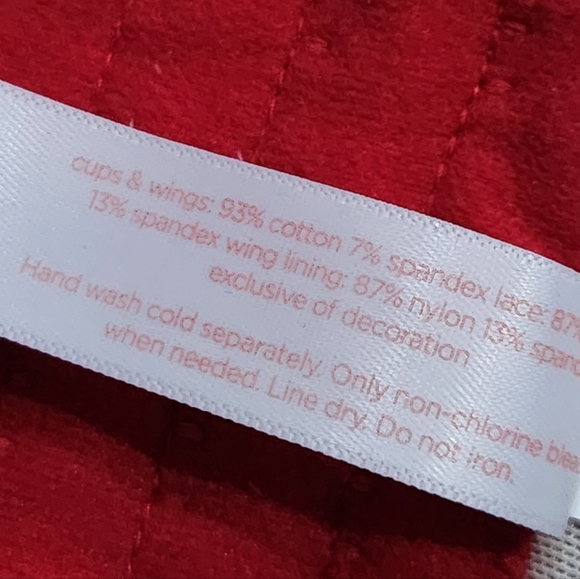 cups & wings: 93% cotton 7% spandex lace: 87%
13% spandex wing lining: 87% nylon 13% spand
exclusive of decoration
Hand wash cold separately. Only non-chlorine blea
when needed. Line dry. Do not iron.